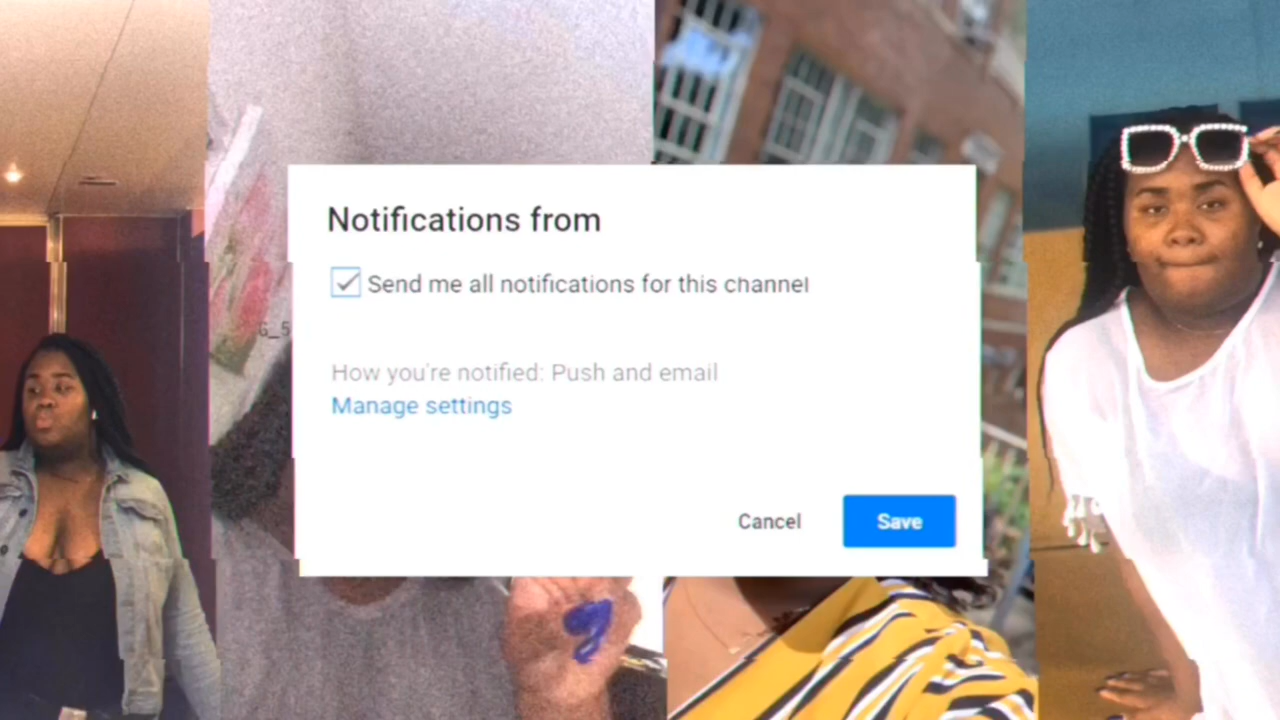 Notifications from
Send me all notifications for this channel
G_5
How you're notified: Push and email
Manage settings
Cancel
Save